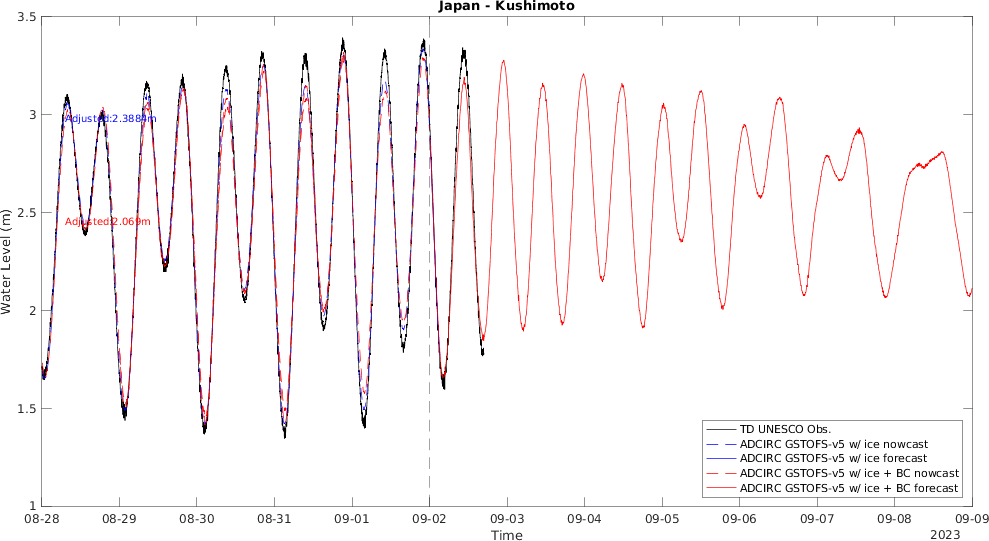 Japan - Kushimoto
Water Level (m)
3.5
3
2.5
2
1.5
1
Adjusted:2.388m
Adjusted:2.069m
TD UNESCO Obs.
ADCIRC GSTOFS-v5 w/ ice nowcast
ADCIRC GSTOFS-v5 w/ ice forecast
ADCIRC GSTOFS-v5 w/ ice + BC nowcast
ADCIRC GSTOFS-v5 w/ ice + BC forecast
08-28 08-29 08-30 08-31 09-01 09-02 09-03 09-04 09-05 09-06 09-07 09-08 09-09
Time
2023